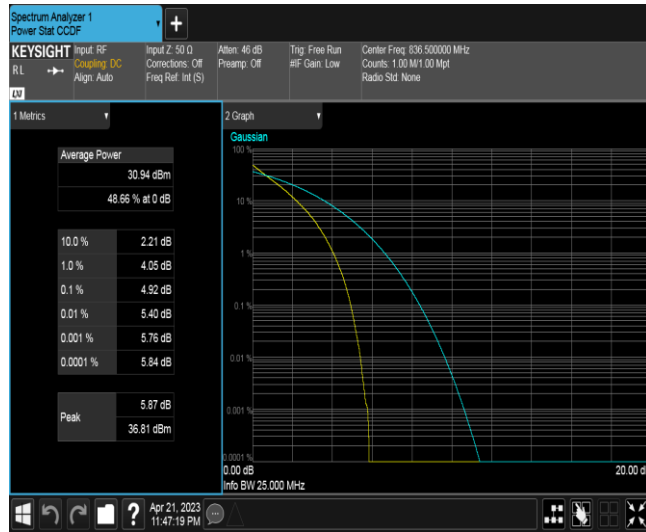 Spectrum Analyzer 1
Power Stat CCDF
KEYSIGHT
RL
LXI
Input: RF
Coupling: DC
Align: Auto
Input Z: 50 Ω
Corrections: Off
Freq Ref: Int (S)
Atten: 46 dB
Preamp: Off
Trig: Free Run
#IF Gain: Low
Center Freq: 836.500000 MHz
Counts: 1.00 M/1.00 Mpt
Radio Std: None
1 Metrics
Average Power
30.94 dBm
48.66 % at 0 dB
10.0 % 2.21 dB
1.0 % 4.05 dB
0.1 % 4.92 dB
0.01 % 5.40 dB
0.001 % 5.76 dB
0.0001 % 5.84 dB
Peak
5.87 dB
36.81 dBm
2 Graph
Gaussian
100 %
10 %
1 %
0.1 %
0.01 %
0.001 %
0.0001 %
0.00 dB
20.00 d
Info BW 25.000 MHz
?
Apr 21, 2023
11:47:19 PM